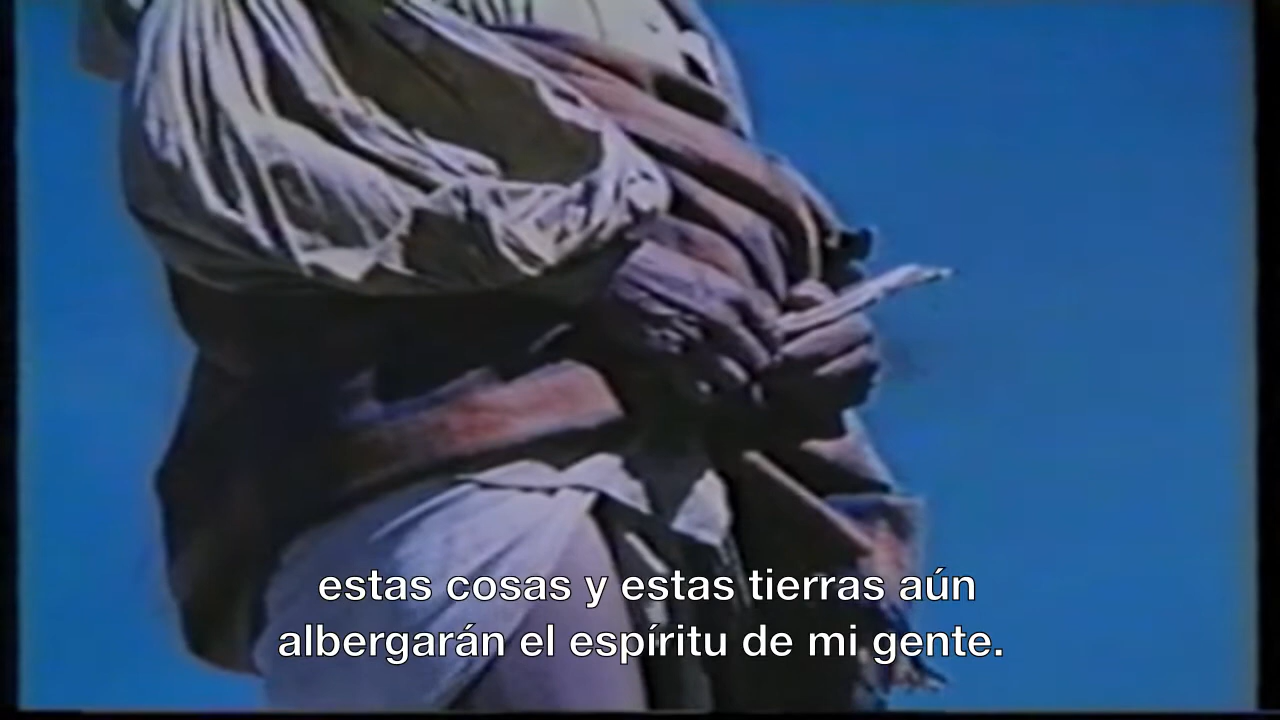 estas cosas y estas tierras aún
albergarán el espíritu de mi gente.